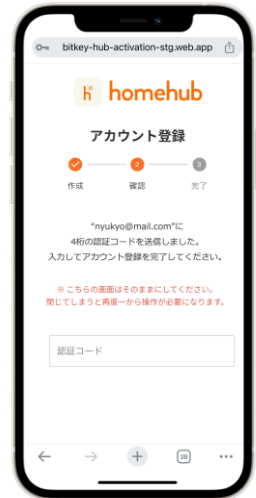 bitkey-hub-activation-stg.web.app
h homehub
アカウント登録
2 3
作成 確認 完了
"nyukyo@mail.com"に
4桁の認証コードを送信しました。
入力してアカウント登録を完了してください。
※ こちらの画面はそのままにしてください。
閉じてしまうと再度一から操作が必要になります。
認証コード
38